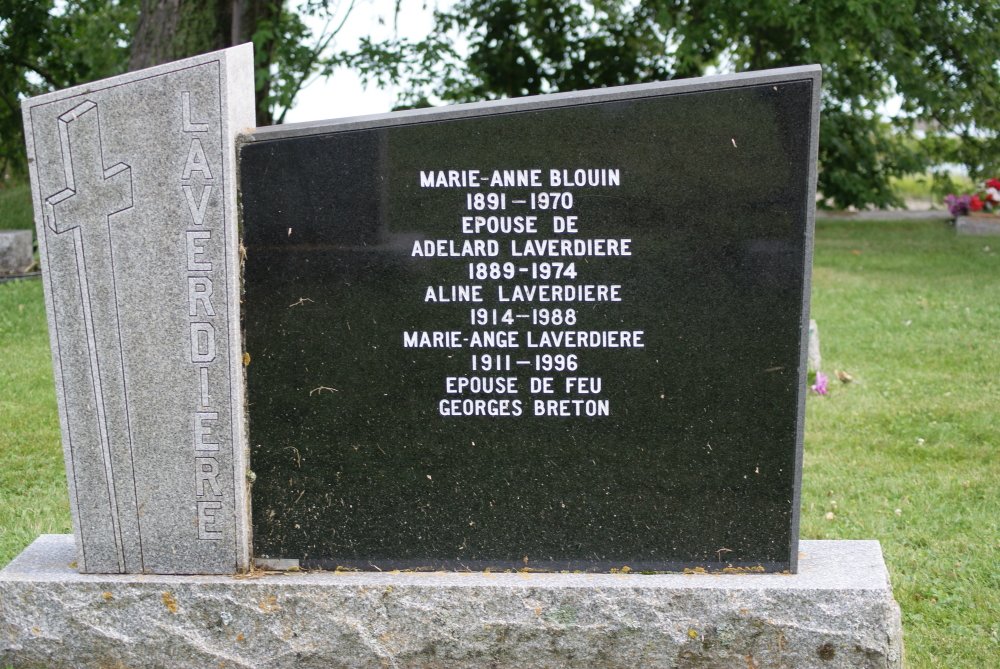 LAVERDIERE
MARIE-ANNE BLOUIN
1891-1970
EPOUSE DE
ADELARD LAVERDIERE
1889-1974
ALINE LAVERDIERE
1914-1988
MARIE-ANGE LAVERDIERE
1911-1996
EPOUSE DE FEU
GEORGES BRETON